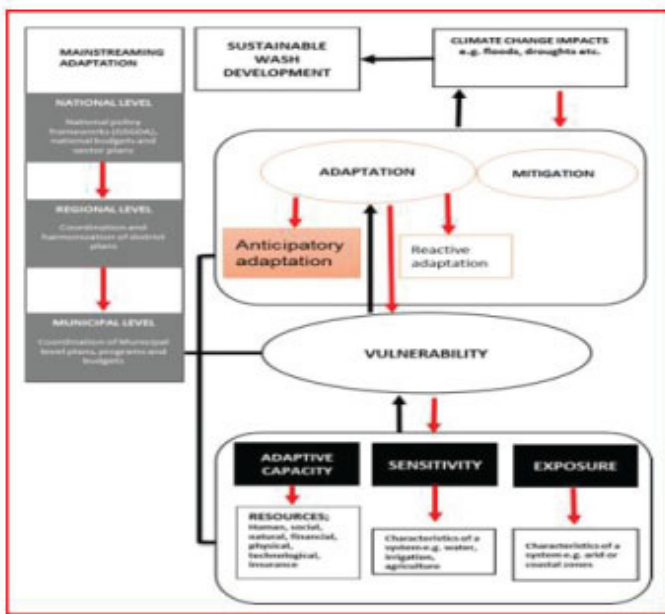 MAINSTREAMING
ADAPTATION
NATIONAL LEVEL
National policy
frameworks (GSGDA),
national budgets and
sector plans
REGIONAL LEVEL
Coordination and
harmonization of district
plans
MUNICIPAL LEVEL
Coordination of Municipal
level plans, programs and
budgets
SUSTAINABLE
WASH
DEVELOPMENT
CLIMATE CHANGE IMPACTS
e.g. floods, droughts etc.
ADAPTATION
MITIGATION
Anticipatory
adaptation
Reactive
adaptation
VULNERABILITY
ADAPTIVE
CAPACITY
SENSITIVITY
EXPOSURE
RESOURCES;
Human, social,
natural, financial,
physical,
technological,
insurance
Characteristics of a
system e.g. water,
irrigation,
agriculture
Characteristics of a
system e.g. arid or
coastal zones